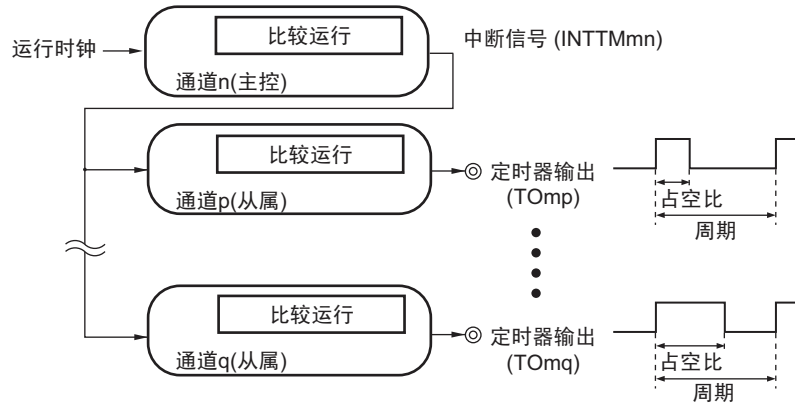 比较运行
运行时钟
中断信号 (INTTMmn)
通道n(主控)
比较运行
定时器输出
(TOmp)
通道p(从属)
占空比
周期
比较运行
定时器输出
(TOmq)
通道q(从属)
占空比
周期